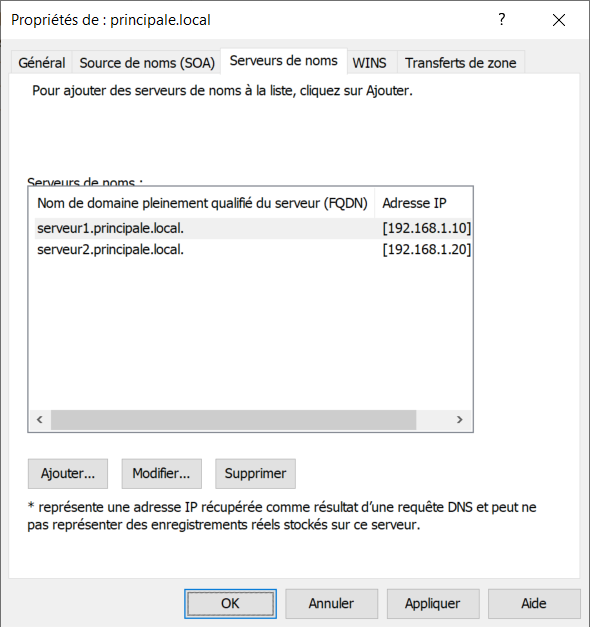 Propriétés de : principale.local
Général Source de noms (SOA) Serveurs de noms WINS Transferts de zone
Pour ajouter des serveurs de noms à la liste, cliquez sur Ajouter.
Serveurs de noms :
Nom de domaine pleinement qualifié du serveur (FQDN) Adresse IP
serveur1.principale.local. [192.168.1.10]
serveur2.principale.local. [192.168.1.20]
Ajouter... Modifier... Supprimer
* représente une adresse IP récupérée comme résultat d’une requête DNS et peut ne
pas représenter des enregistrements réels stockés sur ce serveur.
OK Annuler Appliquer Aide